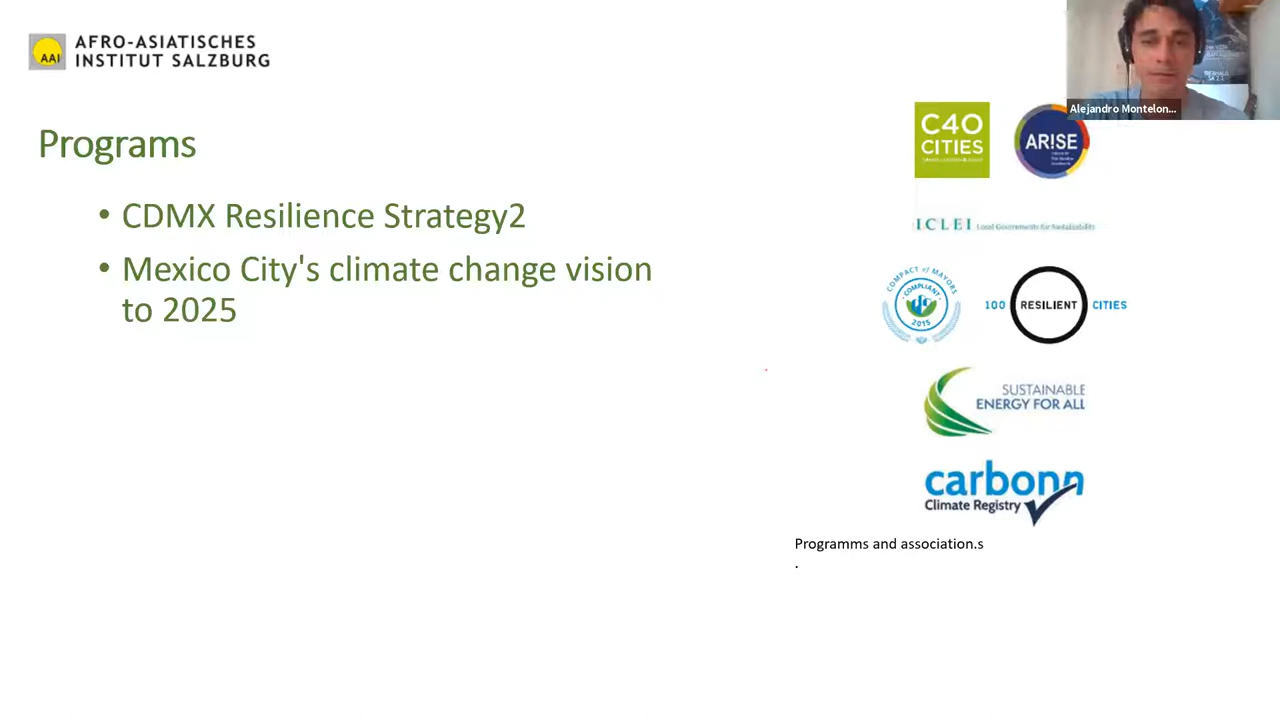 AFRO-ASIATISCHES
AAI
INSTITUT SALZBURG
Alejandro Montelon...
Programs
• CDMX Resilience Strategy2
• Mexico City's climate change vision
to 2025
C40
CITIES
ARISE
ICLEI Local Governments for Sustainability
COMPACT of MAYORS
COMPLIANT
2015
100 RESILIENT CITIES
SUSTAINABLE
ENERGY FOR ALL
carbonn
Climate Registry
Programms and association.s
.